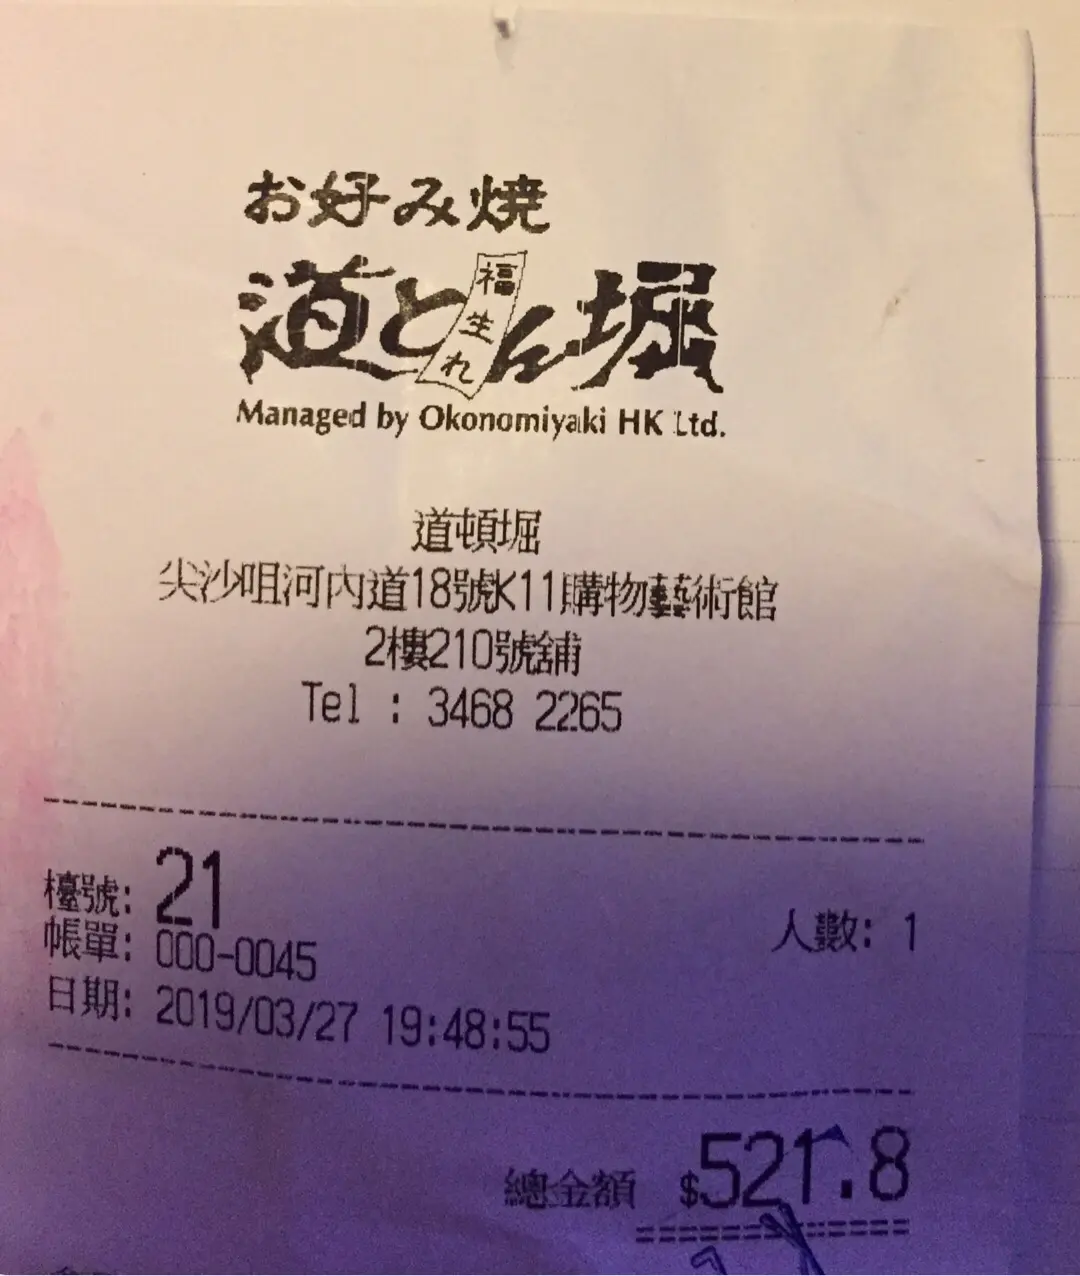 お好み焼
道とん堀
福生れ
Managed by Okonomiyaki HK Ltd.
道頓堀
尖沙咀河內道18號K11購物藝術館
2樓210號舖
Tel : 3468 2265
檯號: 21
人數: 1
帳單: 000-0045
日期: 2019/03/27 19:48:55
總金額 $521.8